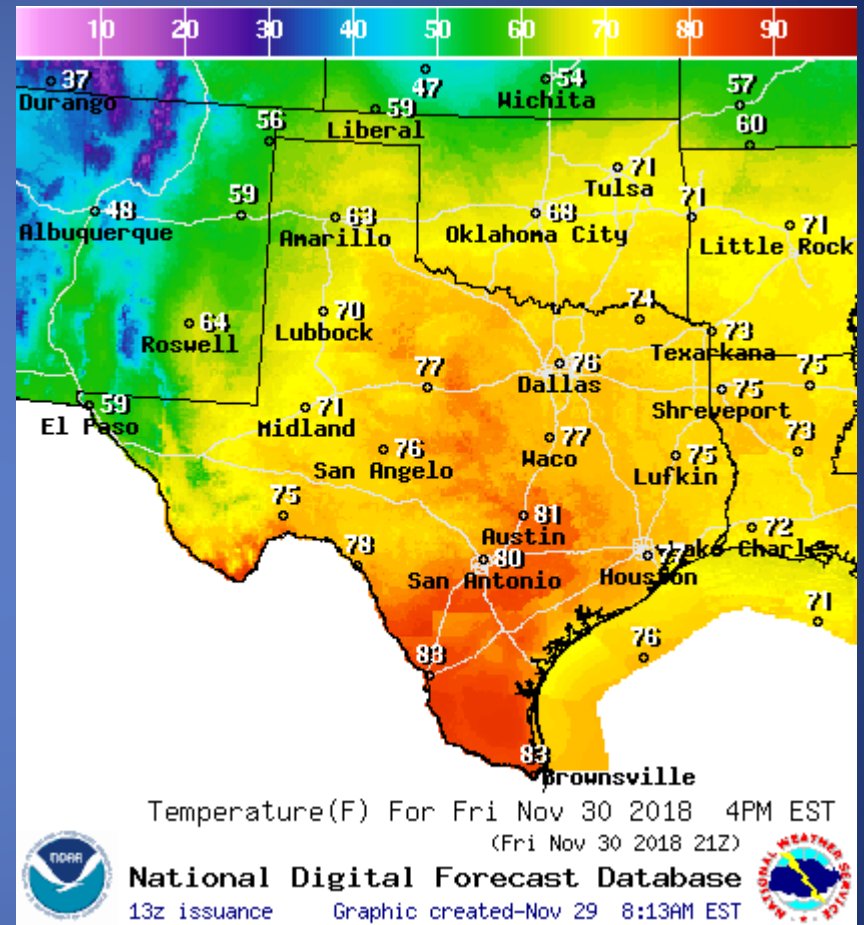 10 20 30 40 50 60 70 80 90
37
Durango
47
54
Wichita
57
59
Liberal
56
60
71
Tulsa
48
Albuquerque
59
63
Amarillo
68
Oklahoma City
71
71
Little Rock
64
Roswell
70
Lubbock
74
73
Texarkana
77
76
Dallas
75
75
Shreveport
59
El Paso
71
Midland
76
San Angelo
77
Waco
75
Lufkin
73
75
81
Austin
72
Lake Charles
78
80
San Antonio
77
Houston
71
76
83
83
Brownsville
Temperature(F) For Fri Nov 30 2018 4PM EST
(Fri Nov 30 2018 21Z)
NOAA
National Digital Forecast Database
13z issuance Graphic created-Nov 29 8:13AM EST
NATIONAL WEATHER SERVICE